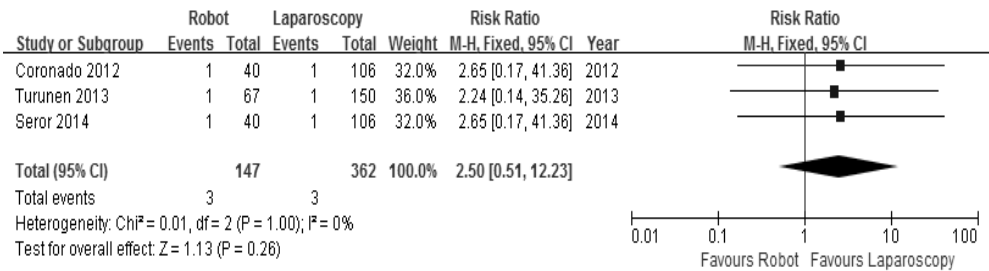 Robot Laparoscopy Risk Ratio Risk Ratio
Study or Subgroup Events Total Events Total Weight M-H, Fixed, 95% CI Year M-H, Fixed, 95% CI
Coronado 2012 1 40 1 106 32.0% 2.65 [0.17, 41.36] 2012
Turunen 2013 1 67 1 150 36.0% 2.24 [0.14, 35.26] 2013
Seror 2014 1 40 1 106 32.0% 2.65 [0.17, 41.36] 2014
Total (95% CI) 147 362 100.0% 2.50 [0.51, 12.23]
Total events 3 3
Heterogeneity: Chi² = 0.01, df = 2 (P = 1.00); I² = 0%
Test for overall effect: Z = 1.13 (P = 0.26)
0.01 0.1 1 10 100
Favours Robot Favours Laparoscopy